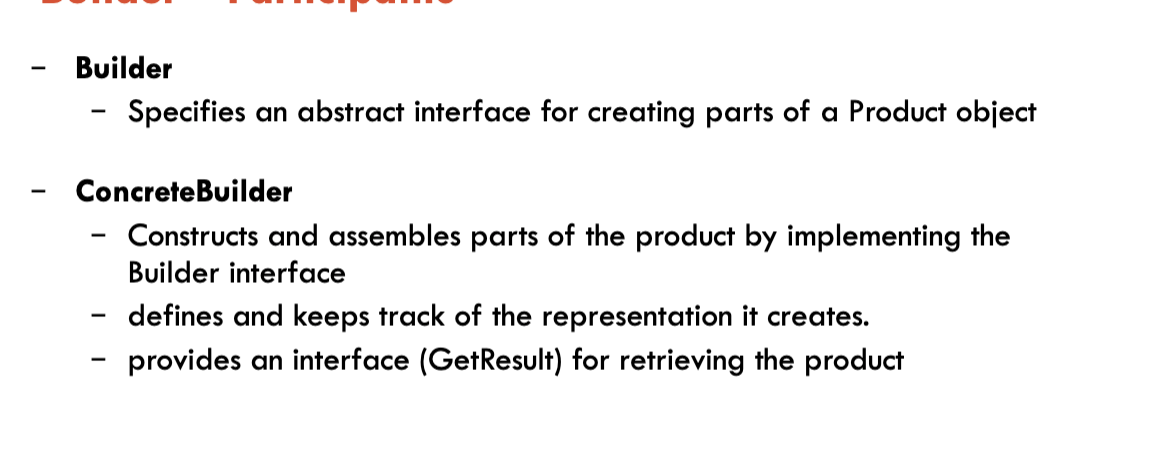 Builder – Participants
– Builder
– Specifies an abstract interface for creating parts of a Product object
– ConcreteBuilder
– Constructs and assembles parts of the product by implementing the
Builder interface
– defines and keeps track of the representation it creates.
– provides an interface (GetResult) for retrieving the product